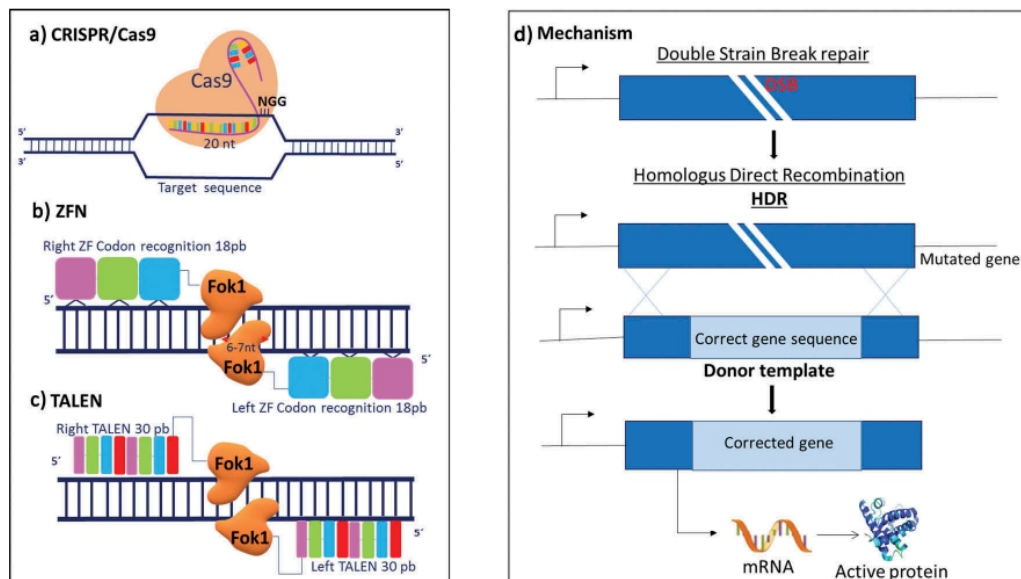 a) CRISPR/Cas9
Cas9
NGG
20 nt
5´
3´
3´
5´
Target sequence
b) ZFN
Right ZF Codon recognition 18pb
Fok1
5´
6-7nt
Fok1
5´
Left ZF Codon recognition 18pb
c) TALEN
Right TALEN 30 pb
5´
Fok1
Fok1
5´
Left TALEN 30 pb
d) Mechanism
Double Strain Break repair
DSB
Homologus Direct Recombination
HDR
Mutated gene
Correct gene sequence
Donor template
Corrected gene
mRNA
Active protein